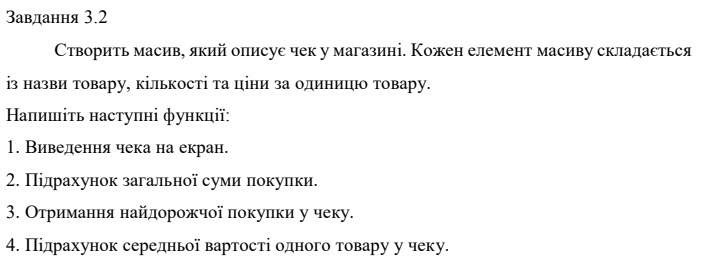 Завдання 3.2
Створить масив, який описує чек у магазині. Кожен елемент масиву складається
із назви товару, кількості та ціни за одиницю товару.
Напишіть наступні функції:
1. Виведення чека на екран.
2. Підрахунок загальної суми покупки.
3. Отримання найдорожчої покупки у чеку.
4. Підрахунок середньої вартості одного товару у чеку.